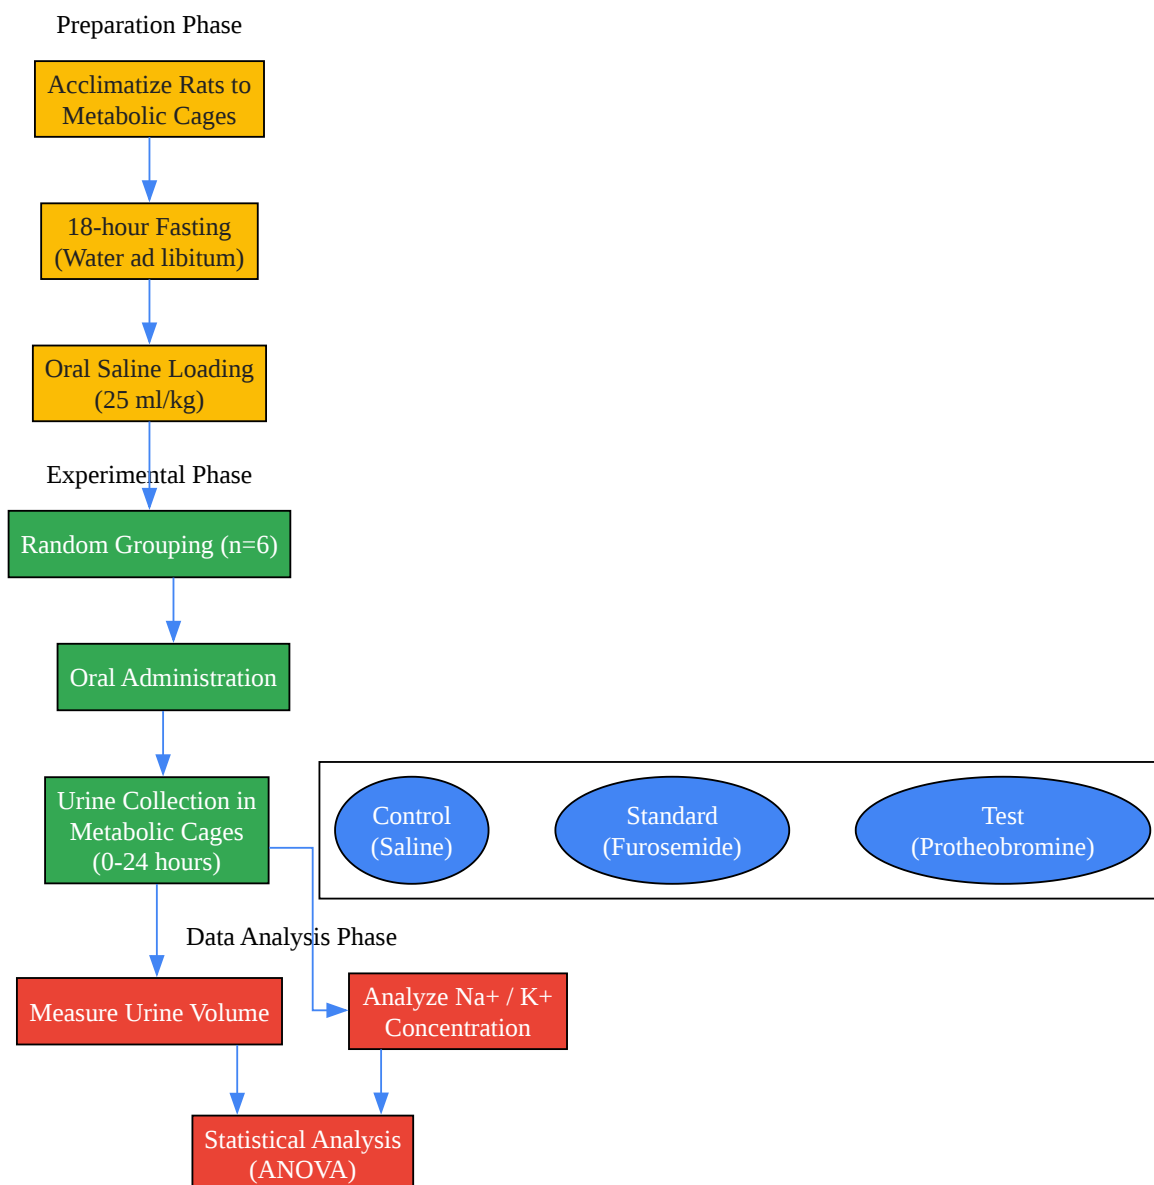 Preparation Phase
Acclimatize Rats to
Metabolic Cages
18-hour Fasting
(Water ad libitum)
Oral Saline Loading
(25 ml/kg)
Experimental Phase
Random Grouping (n=6)
Oral Administration
Urine Collection in
Metabolic Cages
(0-24 hours)
Control
(Saline)
Standard
(Furosemide)
Test
(Protheobromine)
Data Analysis Phase
Measure Urine Volume
Analyze Na+ / K+
Concentration
Statistical Analysis
(ANOVA)